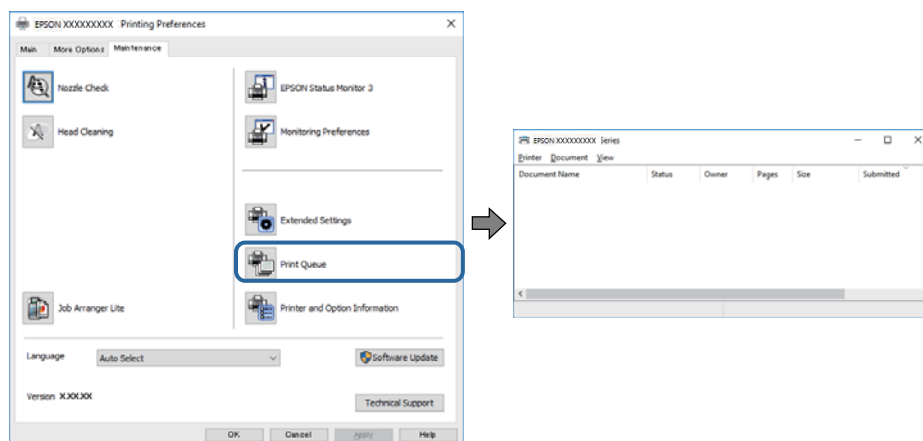 EPSON XXXXXXXXX Printing Preferences
Main More Options Maintenance
Nozzle Check
EPSON Status Monitor 3
Head Cleaning
Monitoring Preferences
Extended Settings
Print Queue
Job Arranger Lite
Printer and Option Information
Language Auto Select
Software Update
Version X.XX.XX
Technical Support
OK Cancel Apply Help
EPSON XXXXXXXXX Series
Printer Document View
Document Name Status Owner Pages Size Submitted